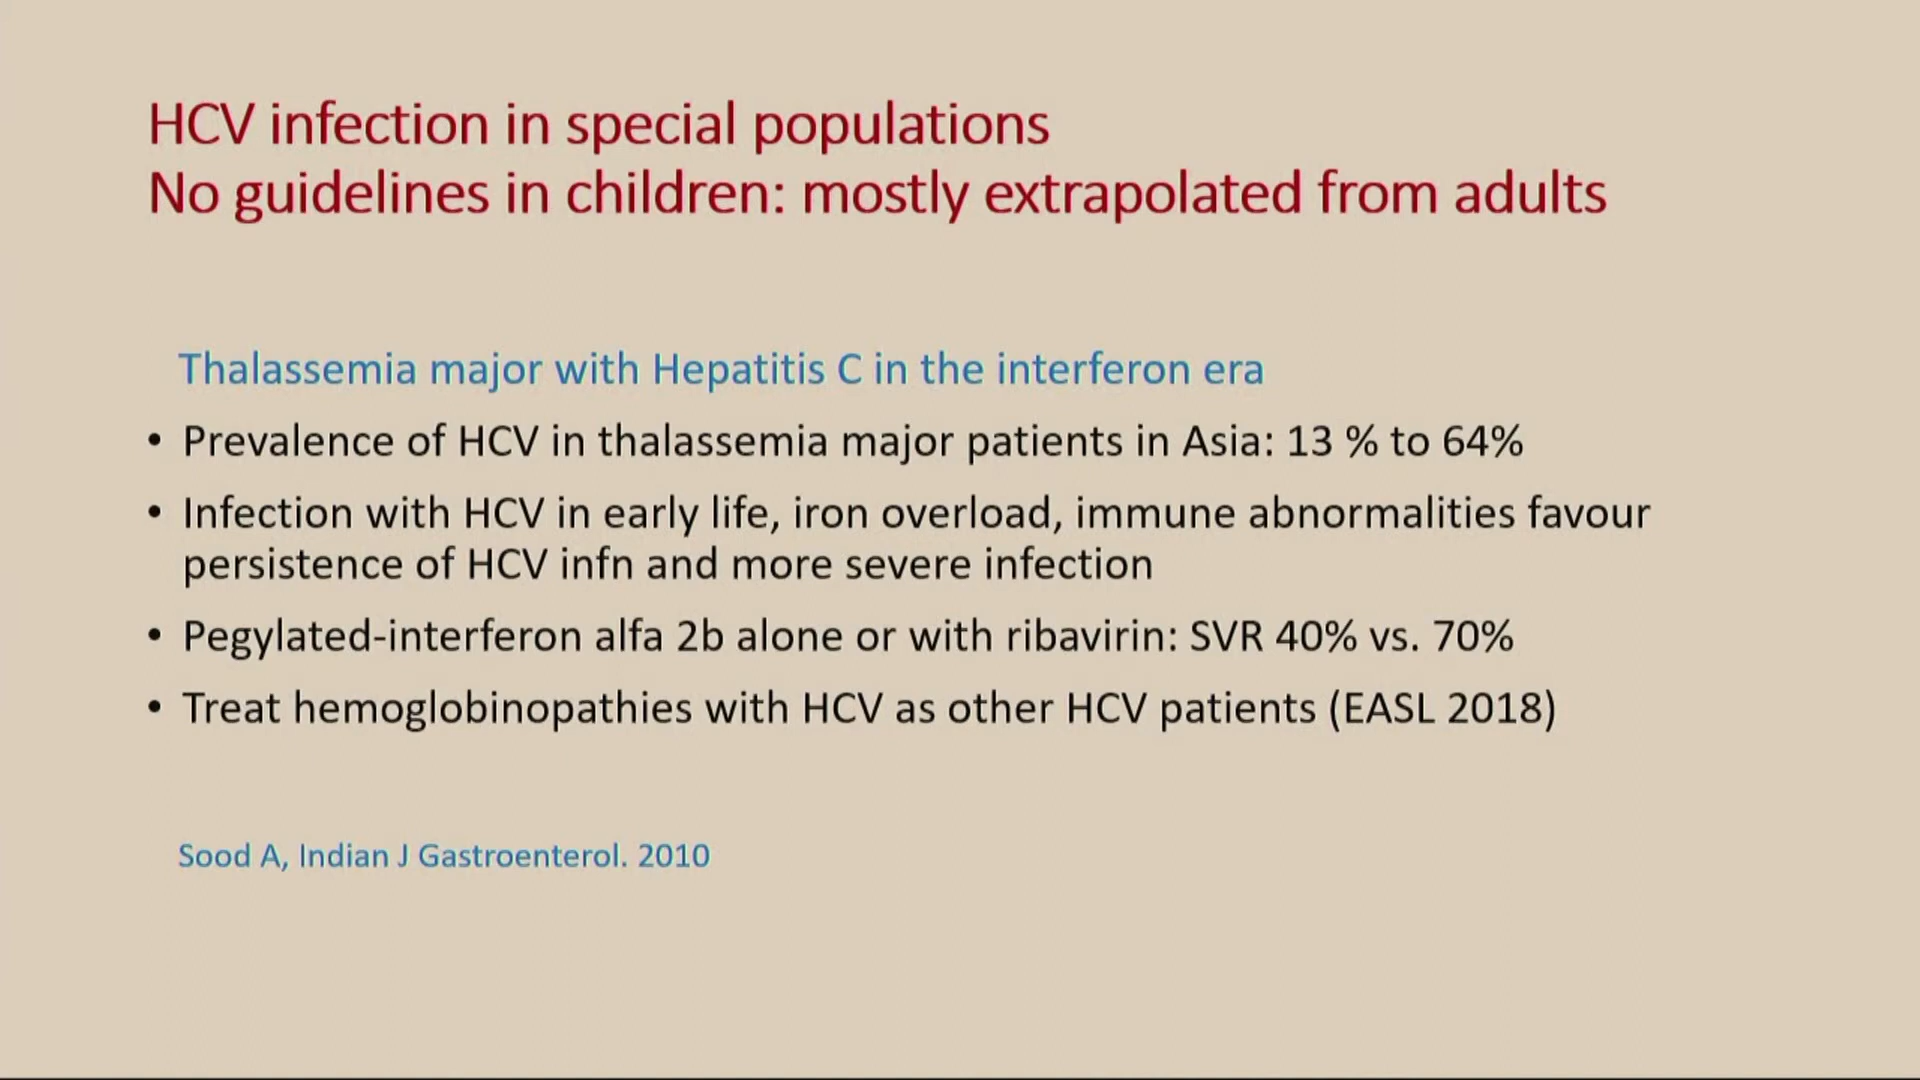 HCV infection in special populations
No guidelines in children: mostly extrapolated from adults
Thalassemia major with Hepatitis C in the interferon era
• Prevalence of HCV in thalassemia major patients in Asia: 13 % to 64%
• Infection with HCV in early life, iron overload, immune abnormalities favour
persistence of HCV infn and more severe infection
• Pegylated-interferon alfa 2b alone or with ribavirin: SVR 40% vs. 70%
• Treat hemoglobinopathies with HCV as other HCV patients (EASL 2018)
Sood A, Indian J Gastroenterol. 2010